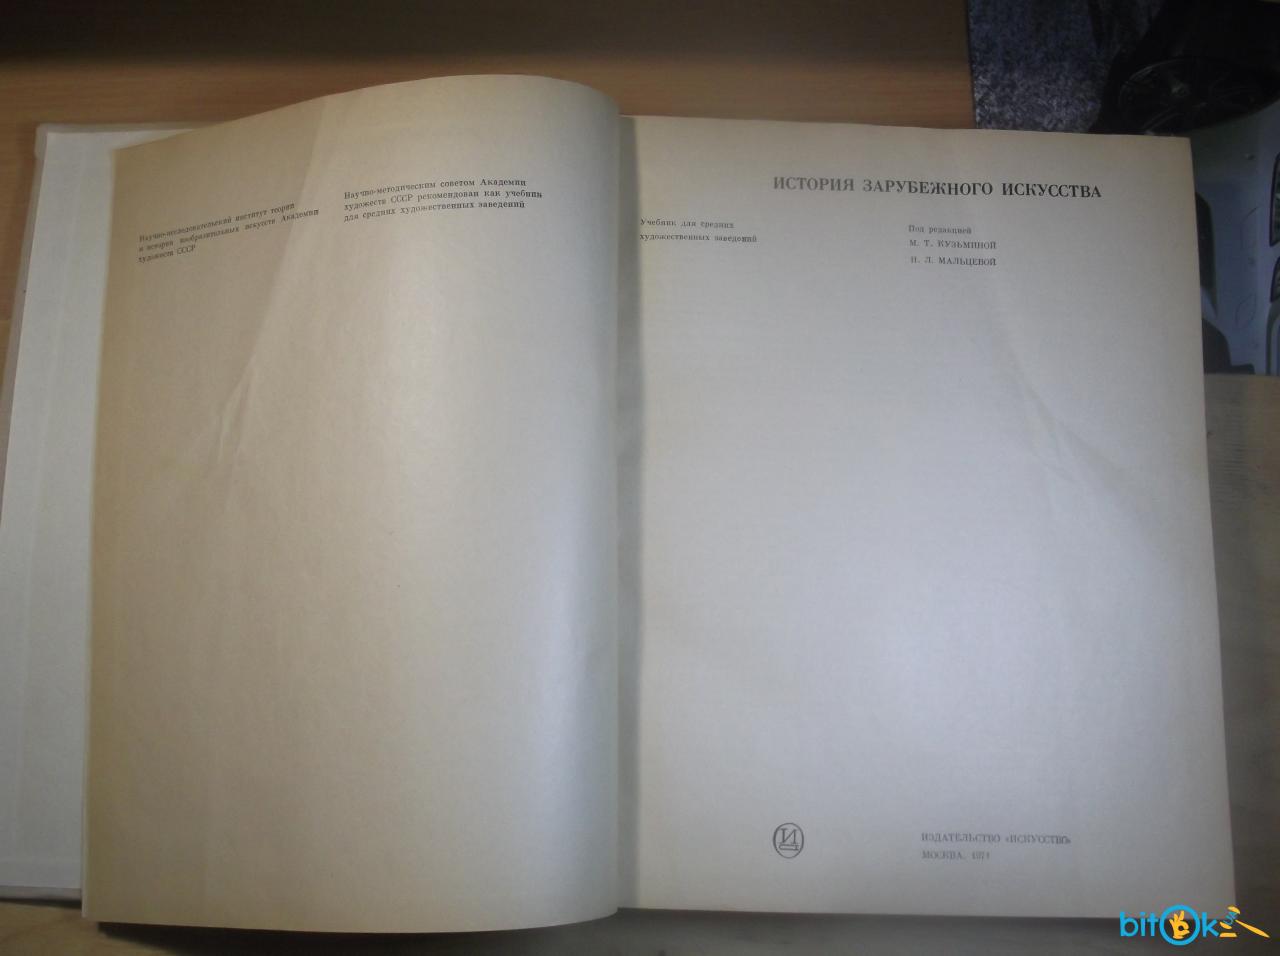 Научно-исследовательский институт теории
и истории изобразительных искусств Академии
художеств СССР
Научно-методическим советом Академии
художеств СССР рекомендован как учебник
для средних художественных заведений
ИСТОРИЯ ЗАРУБЕЖНОГО ИСКУССТВА
Учебник для средних
художественных заведений
Под редакцией
М. Т. КУЗЬМИНОЙ
Н. Л. МАЛЬЦЕВОЙ
И
ИЗДАТЕЛЬСТВО «ИСКУССТВО»
МОСКВА, 1971
bitok.ua